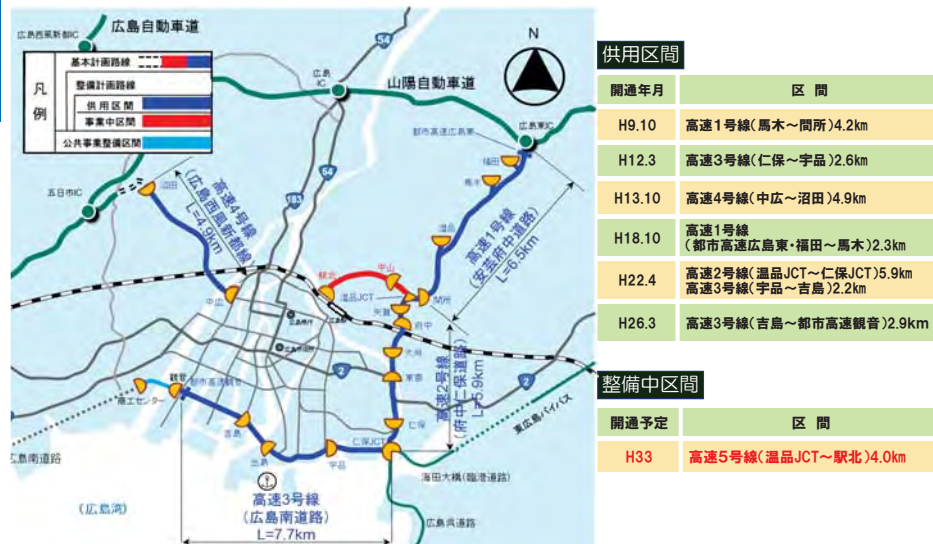 広島西風新都IC
広島自動車道
凡例
基本計画路線
整備計画路線
供用区間
事業中区間
公共事業整備区間
54
広島IC
山陽自動車道
N
都市高速広島東
広島東IC
福田
馬木
五日市IC
沼田
高速4号線
(広島西風新都線)
L=4.9km
54
183
温品
高速1号線
(安芸府中道路)
L=6.5km
中広
駅北
中山
温品JCT
間所
矢賀
府中
広島県庁
広島駅
広島市役所
大州
2
東雲
高速2号線
(府中仁保道路)
L=5.9km
2
東広島バイパス
観音
都市高速観音
商工センター
吉島
仁保
仁保JCT
出島
宇品
広島南道路
海田大橋(臨港道路)
高速3号線
(広島南道路)
L=7.7km
(広島湾)
広島呉道路
供用区間
開通年月 区間
H9.10 高速1号線(馬木～間所)4.2km
H12.3 高速3号線(仁保～宇品)2.6km
H13.10 高速4号線(中広～沼田)4.9km
H18.10 高速1号線
(都市高速広島東・福田～馬木)2.3km
H22.4 高速2号線(温品JCT～仁保JCT)5.9km
高速3号線(宇品～吉島)2.2km
H26.3 高速3号線(吉島～都市高速観音)2.9km
整備中区間
開通予定 区間
H33 高速5号線(温品JCT～駅北)4.0km